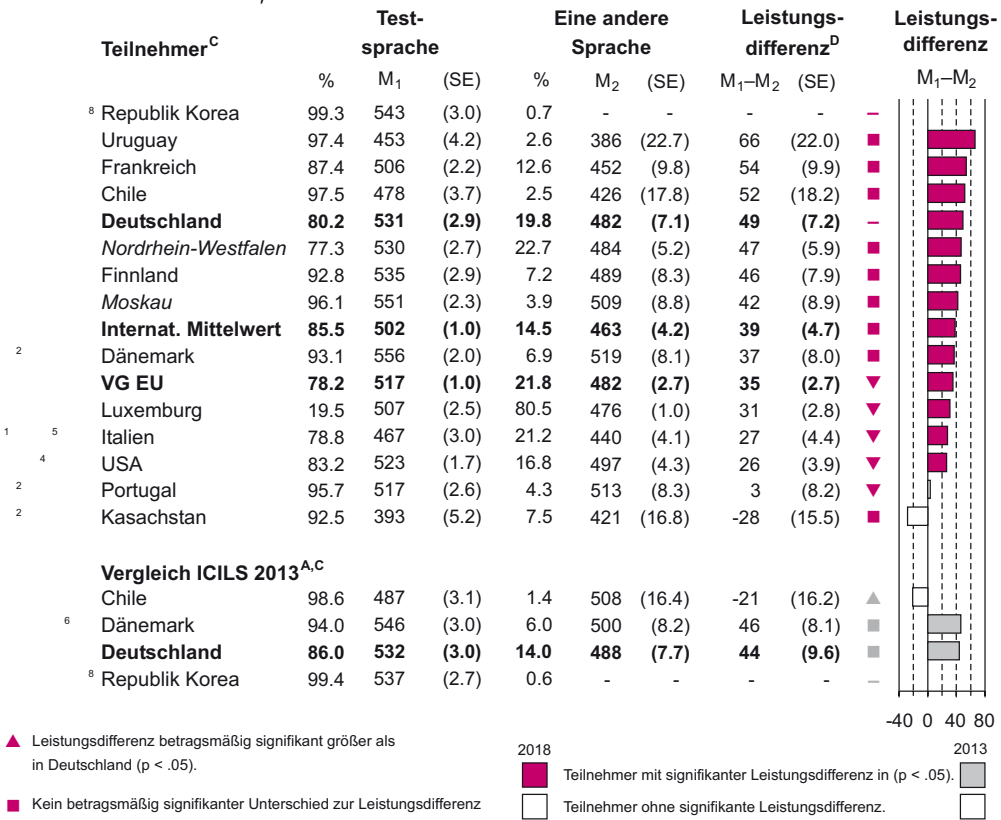 Test- Eine andere Leistungs- Leistungs-
Teilnehmer^C sprache Sprache differenz^D differenz
% M₁ (SE) % M₂ (SE) M₁–M₂ (SE) M₁–M₂
⁸ Republik Korea 99.3 543 (3.0) 0.7 - - - - –
Uruguay 97.4 453 (4.2) 2.6 386 (22.7) 66 (22.0) ■
Frankreich 87.4 506 (2.2) 12.6 452 (9.8) 54 (9.9) ■
Chile 97.5 478 (3.7) 2.5 426 (17.8) 52 (18.2) ■
Deutschland 80.2 531 (2.9) 19.8 482 (7.1) 49 (7.2) –
Nordrhein-Westfalen 77.3 530 (2.7) 22.7 484 (5.2) 47 (5.9) ■
Finnland 92.8 535 (2.9) 7.2 489 (8.3) 46 (7.9) ■
Moskau 96.1 551 (2.3) 3.9 509 (8.8) 42 (8.9) ■
Internat. Mittelwert 85.5 502 (1.0) 14.5 463 (4.2) 39 (4.7) ■
² Dänemark 93.1 556 (2.0) 6.9 519 (8.1) 37 (8.0) ■
VG EU 78.2 517 (1.0) 21.8 482 (2.7) 35 (2.7) ▼
Luxemburg 19.5 507 (2.5) 80.5 476 (1.0) 31 (2.8) ▼
¹ ⁵ Italien 78.8 467 (3.0) 21.2 440 (4.1) 27 (4.4) ▼
⁴ USA 83.2 523 (1.7) 16.8 497 (4.3) 26 (3.9) ▼
² Portugal 95.7 517 (2.6) 4.3 513 (8.3) 3 (8.2) ▼
² Kasachstan 92.5 393 (5.2) 7.5 421 (16.8) -28 (15.5) ■
Vergleich ICILS 2013^A,C
Chile 98.6 487 (3.1) 1.4 508 (16.4) -21 (16.2) ▲
⁶ Dänemark 94.0 546 (3.0) 6.0 500 (8.2) 46 (8.1) ■
Deutschland 86.0 532 (3.0) 14.0 488 (7.7) 44 (9.6) ■
⁸ Republik Korea 99.4 537 (2.7) 0.6 - - - - –
-40 0 40 80
▲ Leistungsdifferenz betragsmäßig signifikant größer als
in Deutschland (p < .05).
■ Kein betragsmäßig signifikanter Unterschied zur Leistungsdifferenz
2018 2013
Teilnehmer mit signifikanter Leistungsdifferenz in (p < .05).
Teilnehmer ohne signifikante Leistungsdifferenz.